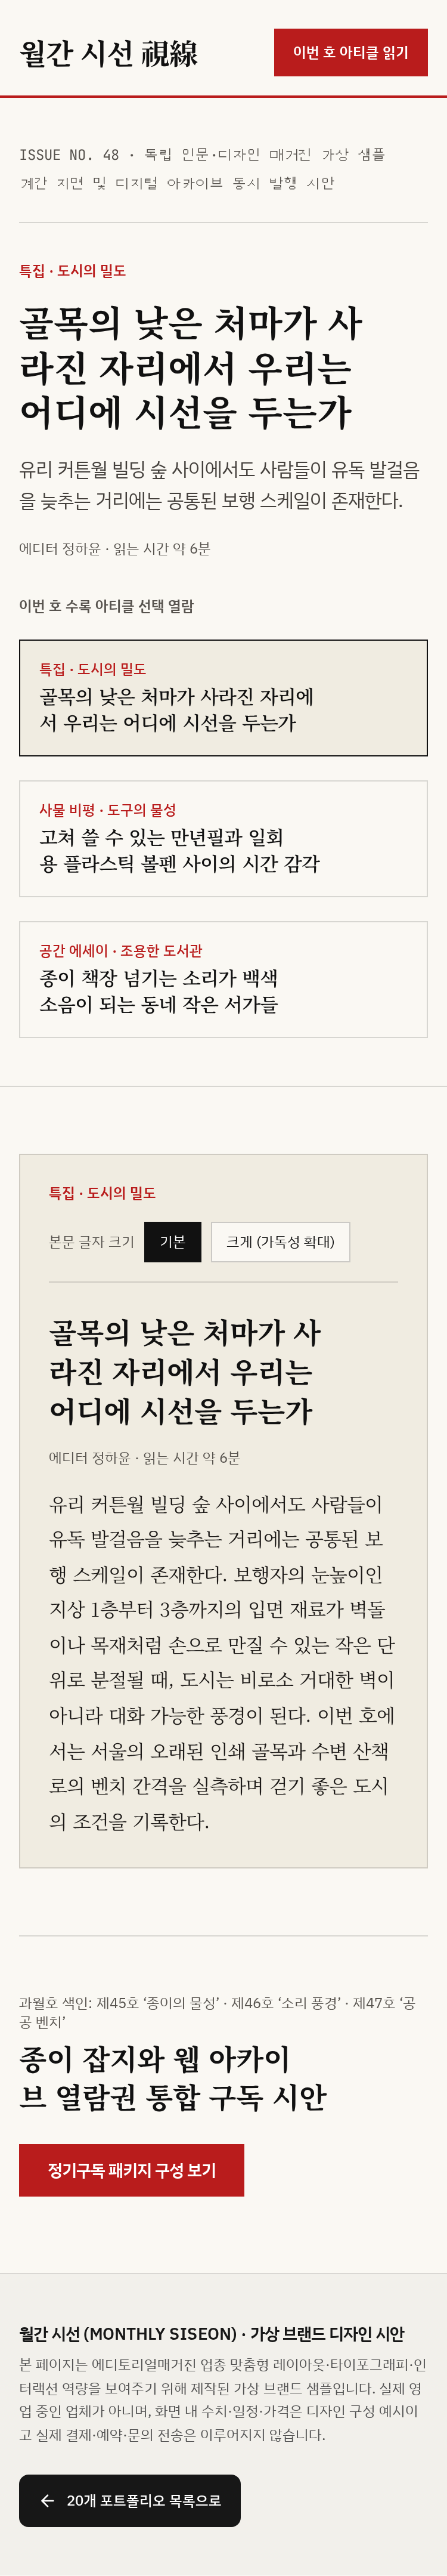 월간 시선 視線
이번 호 아티클 읽기
ISSUE NO. 48 · 독립 인문·디자인 매거진 가상 샘플
계간 지면 및 디지털 아카이브 동시 발행 시안
특집 · 도시의 밀도
골목의 낮은 처마가 사
라진 자리에서 우리는
어디에 시선을 두는가
유리 커튼월 빌딩 숲 사이에서도 사람들이 유독 발걸음
을 늦추는 거리에는 공통된 보행 스케일이 존재한다.
에디터 정하윤 · 읽는 시간 약 6분
이번 호 수록 아티클 선택 열람
특집 · 도시의 밀도
골목의 낮은 처마가 사라진 자리에
서 우리는 어디에 시선을 두는가
사물 비평 · 도구의 물성
고쳐 쓸 수 있는 만년필과 일회
용 플라스틱 볼펜 사이의 시간 감각
공간 에세이 · 조용한 도서관
종이 책장 넘기는 소리가 백색
소음이 되는 동네 작은 서가들
특집 · 도시의 밀도
본문 글자 크기 기본 크게 (가독성 확대)
골목의 낮은 처마가 사
라진 자리에서 우리는
어디에 시선을 두는가
에디터 정하윤 · 읽는 시간 약 6분
유리 커튼월 빌딩 숲 사이에서도 사람들이
유독 발걸음을 늦추는 거리에는 공통된 보
행 스케일이 존재한다. 보행자의 눈높이인
지상 1층부터 3층까지의 입면 재료가 벽돌
이나 목재처럼 손으로 만질 수 있는 작은 단
위로 분절될 때, 도시는 비로소 거대한 벽이
아니라 대화 가능한 풍경이 된다. 이번 호에
서는 서울의 오래된 인쇄 골목과 수변 산책
로의 벤치 간격을 실측하며 걷기 좋은 도시
의 조건을 기록한다.
과월호 색인: 제45호 ‘종이의 물성’ · 제46호 ‘소리 풍경’ · 제47호 ‘공
공 벤치’
종이 잡지와 웹 아카이
브 열람권 통합 구독 시안
정기구독 패키지 구성 보기
월간 시선 (MONTHLY SISEON) · 가상 브랜드 디자인 시안
본 페이지는 에디토리얼매거진 업종 맞춤형 레이아웃·타이포그래피·인
터랙션 역량을 보여주기 위해 제작된 가상 브랜드 샘플입니다. 실제 영
업 중인 업체가 아니며, 화면 내 수치·일정·가격은 디자인 구성 예시이
고 실제 결제·예약·문의 전송은 이루어지지 않습니다.
← 20개 포트폴리오 목록으로